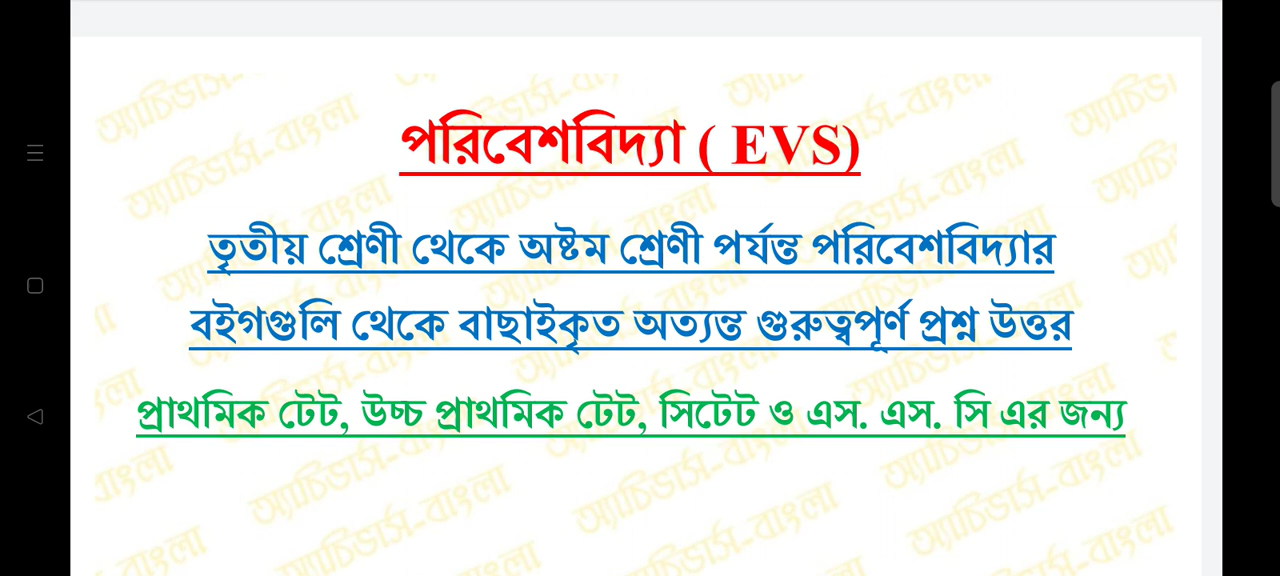 পরিবেশবিদ্যা ( EVS)
তৃতীয় শ্রেণী থেকে অষ্টম শ্রেণী পর্যন্ত পরিবেশবিদ্যার
বইগগুলি থেকে বাছাইকৃত অত্যন্ত গুরুত্বপূর্ণ প্রশ্ন উত্তর
প্রাথমিক টেট, উচ্চ প্রাথমিক টেট, সিটেট ও এস. এস. সি এর জন্য
অ্যাচিভার্স-বাংলা